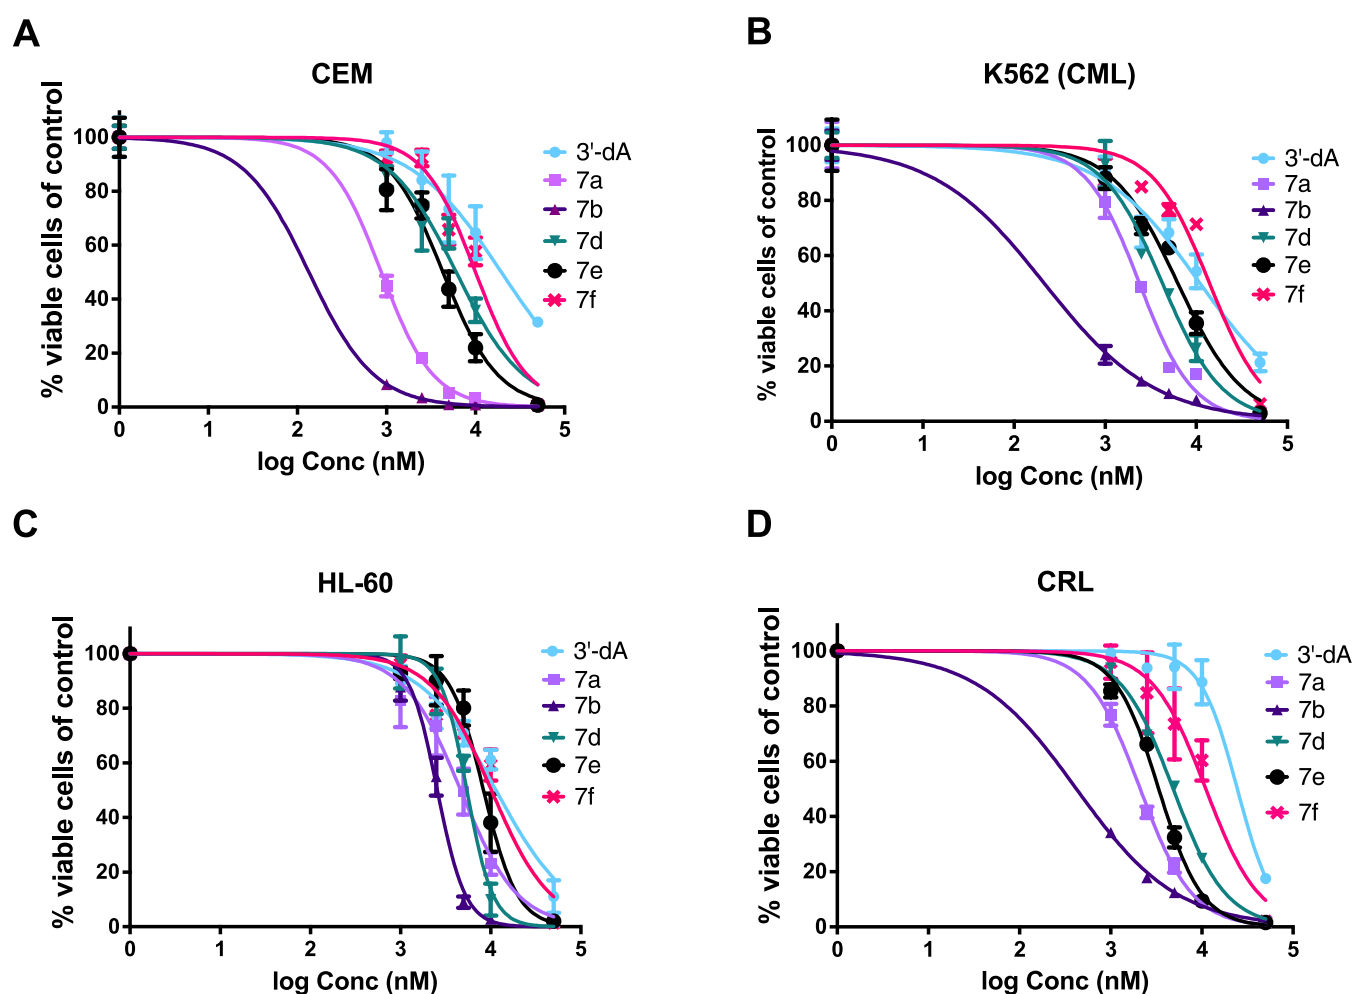 A
CEM
% viable cells of control
100
80
60
40
20
0
0 1 2 3 4 5
log Conc (nM)
3'-dA
7a
7b
7d
7e
7f
B
K562 (CML)
% viable cells of control
100
80
60
40
20
0
0 1 2 3 4 5
log Conc (nM)
3'-dA
7a
7b
7d
7e
7f
C
HL-60
% viable cells of control
100
80
60
40
20
0
0 1 2 3 4 5
log Conc (nM)
3'-dA
7a
7b
7d
7e
7f
D
CRL
% viable cells of control
100
80
60
40
20
0
0 1 2 3 4 5
log Conc (nM)
3'-dA
7a
7b
7d
7e
7f